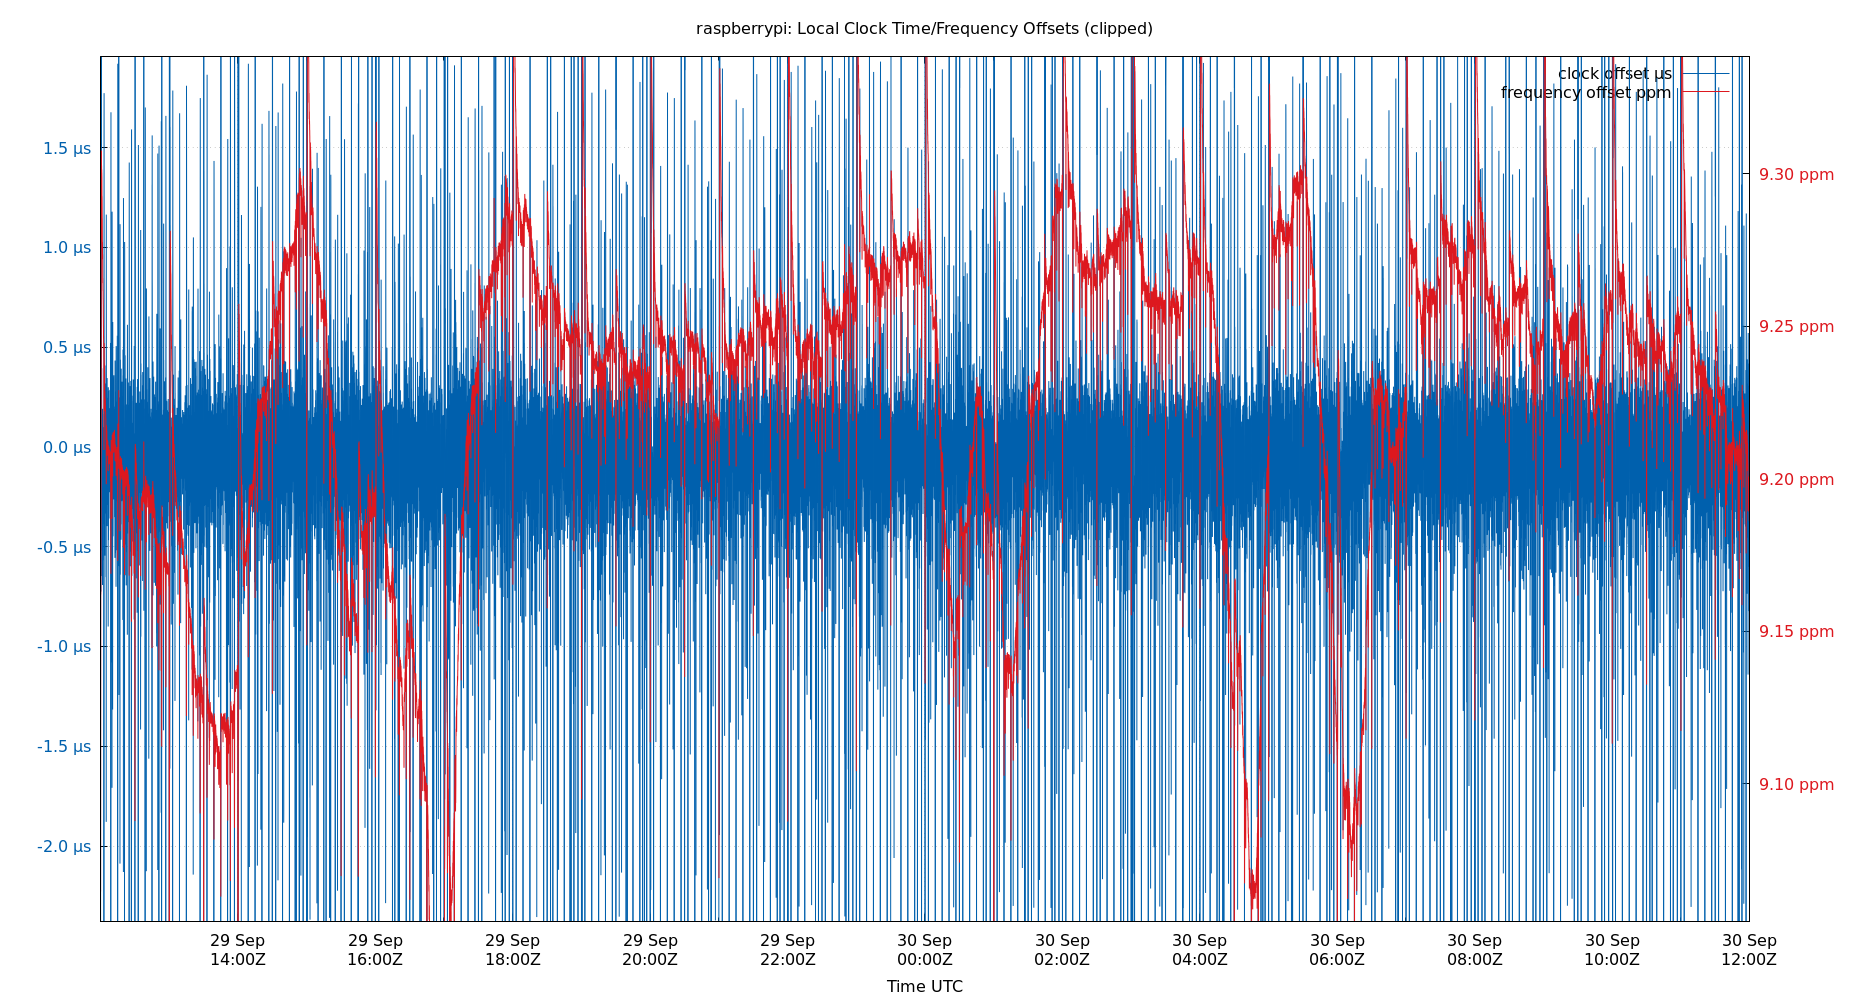 raspberrypi: Local Clock Time/Frequency Offsets (clipped)
clock offset µs
frequency offset ppm
1.5 µs
1.0 µs
0.5 µs
0.0 µs
-0.5 µs
-1.0 µs
-1.5 µs
-2.0 µs
9.30 ppm
9.25 ppm
9.20 ppm
9.15 ppm
9.10 ppm
29 Sep 29 Sep 29 Sep 29 Sep 29 Sep 30 Sep 30 Sep 30 Sep 30 Sep 30 Sep 30 Sep 30 Sep
14:00Z 16:00Z 18:00Z 20:00Z 22:00Z 00:00Z 02:00Z 04:00Z 06:00Z 08:00Z 10:00Z 12:00Z
Time UTC